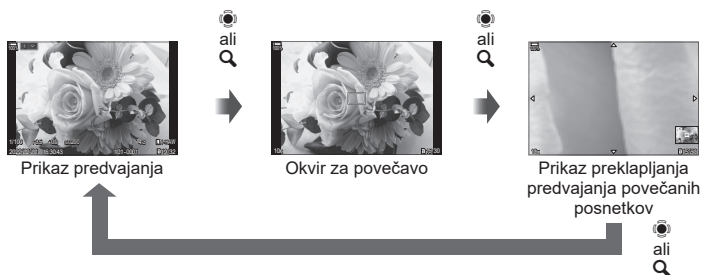 ali
ali
Prikaz predvajanja
Okvir za povečavo
Prikaz preklapljanja
predvajanja povečanih
posnetkov
ali